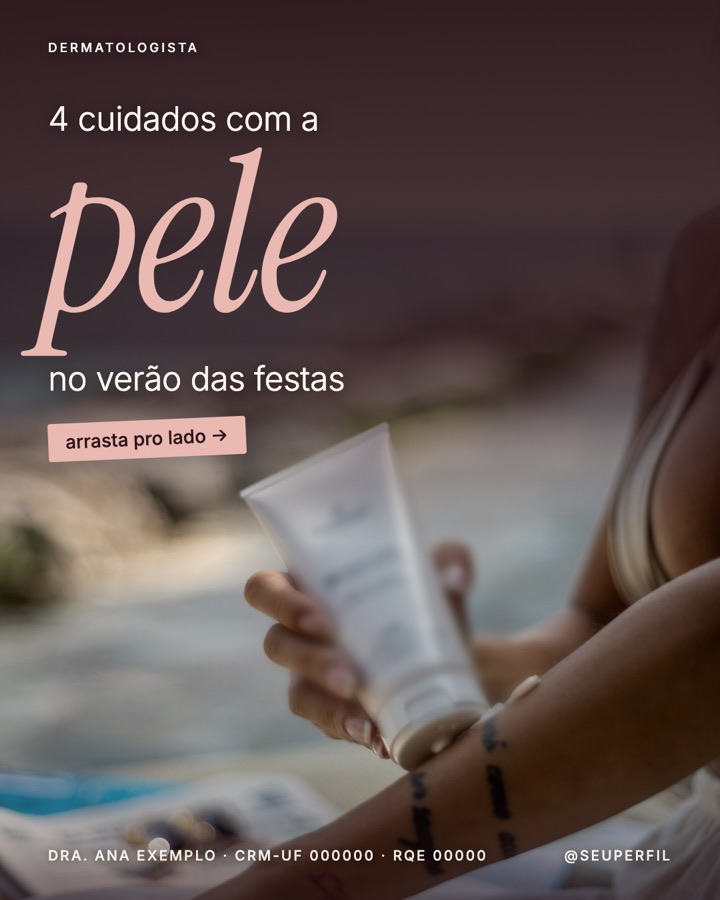 DERMATOLOGISTA
4 cuidados com a
pele
no verão das festas
arrasta pro lado →
DRA. ANA EXEMPLO · CRM-UF 000000 · RQE 00000
@SEUPERFIL